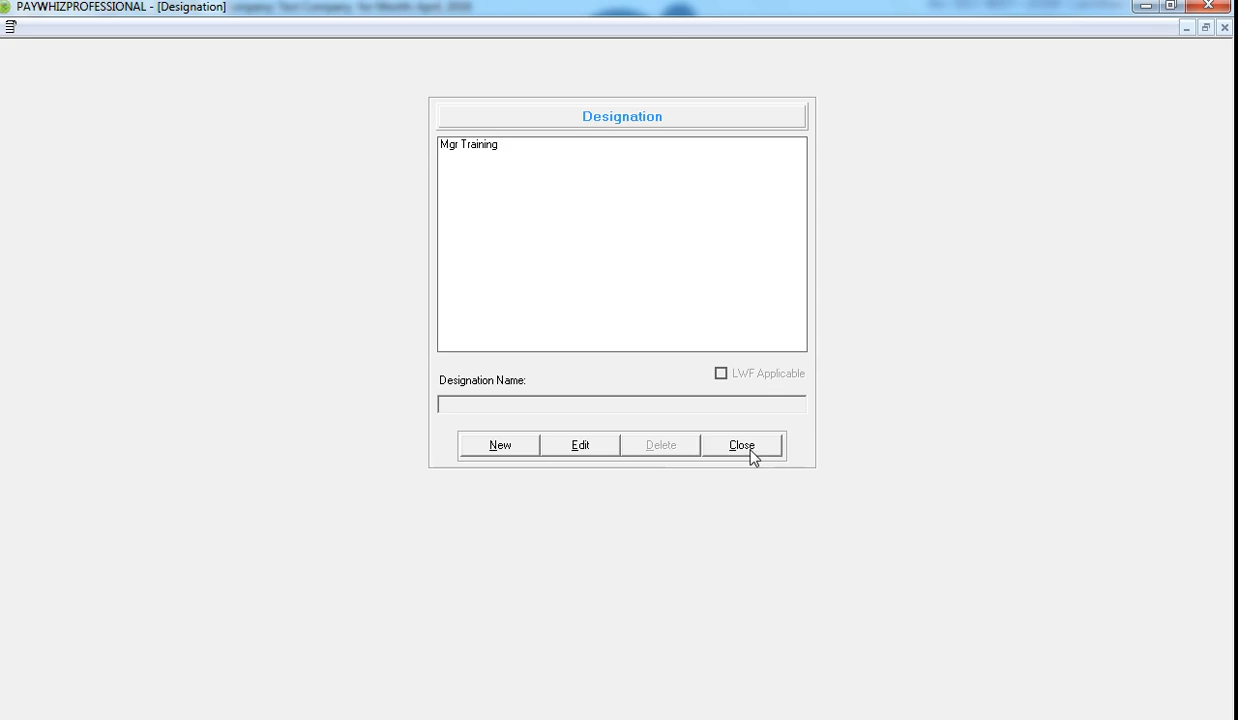 PAYWHIZPROFESSIONAL - [Designation]
Designation
Mgr Training
LWF Applicable
Designation Name:
New Edit Delete Close